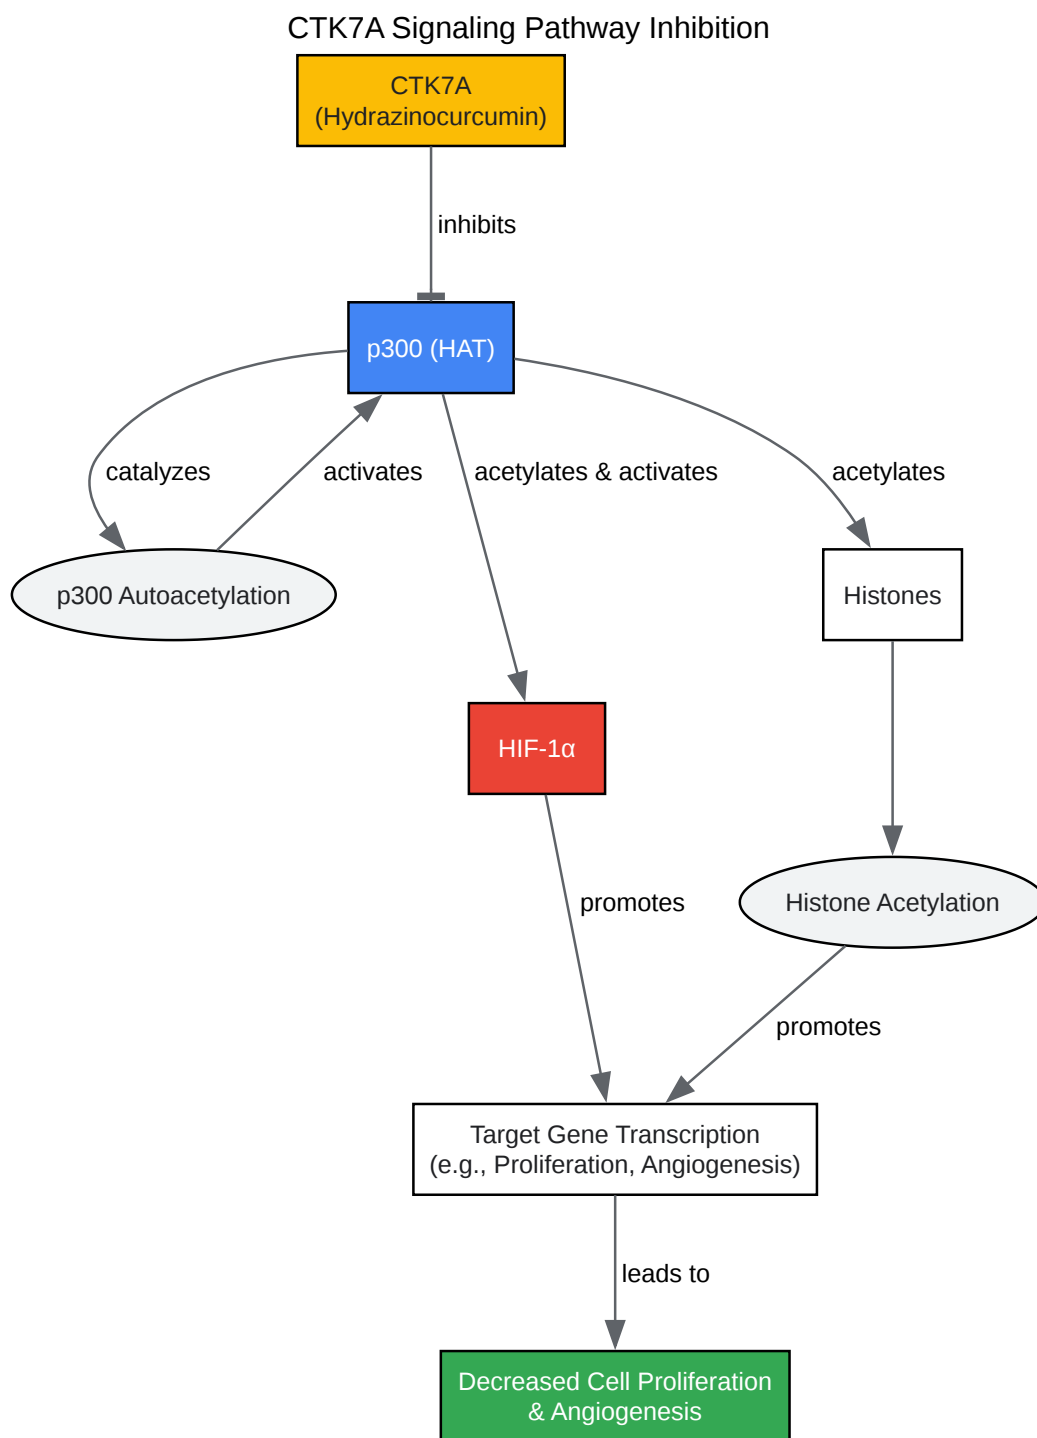 CTK7A Signaling Pathway Inhibition
CTK7A
(Hydrazinocurcumin)
inhibits
p300 (HAT)
catalyzes
activates
acetylates & activates
acetylates
p300 Autoacetylation
Histones
HIF-1α
promotes
Histone Acetylation
promotes
Target Gene Transcription
(e.g., Proliferation, Angiogenesis)
leads to
Decreased Cell Proliferation
& Angiogenesis